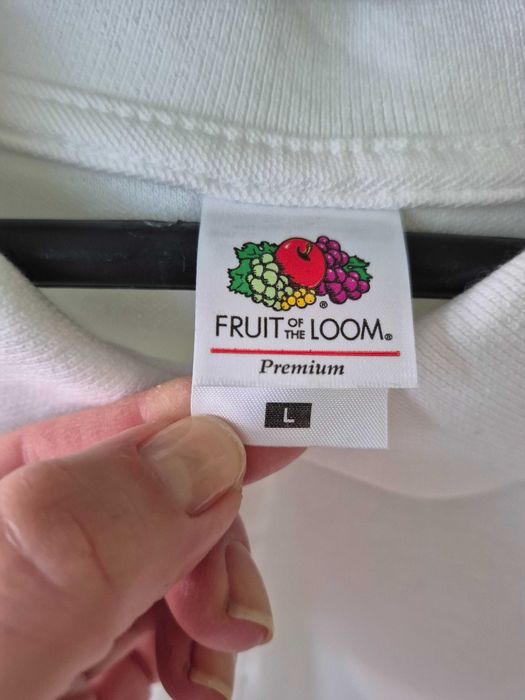 ®
FRUIT OF THE LOOM®
Premium
L